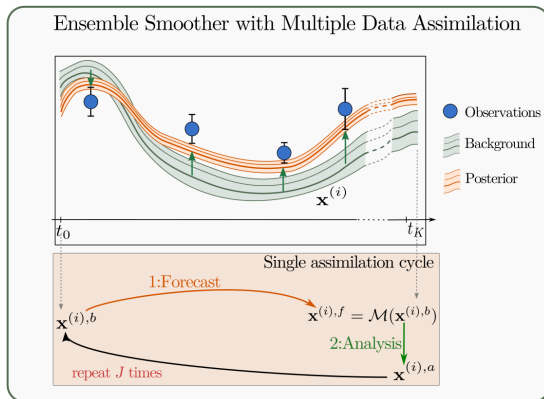 Ensemble Smoother with Multiple Data Assimilation
Observations
Background
Posterior
𝐱⁽ⁱ⁾
t₀
t_K
Single assimilation cycle
1:Forecast
𝐱⁽ⁱ⁾,ᵇ
𝐱⁽ⁱ⁾,ᶠ = ℳ(𝐱⁽ⁱ⁾,ᵇ)
2:Analysis
repeat J times
𝐱⁽ⁱ⁾,ᵃ